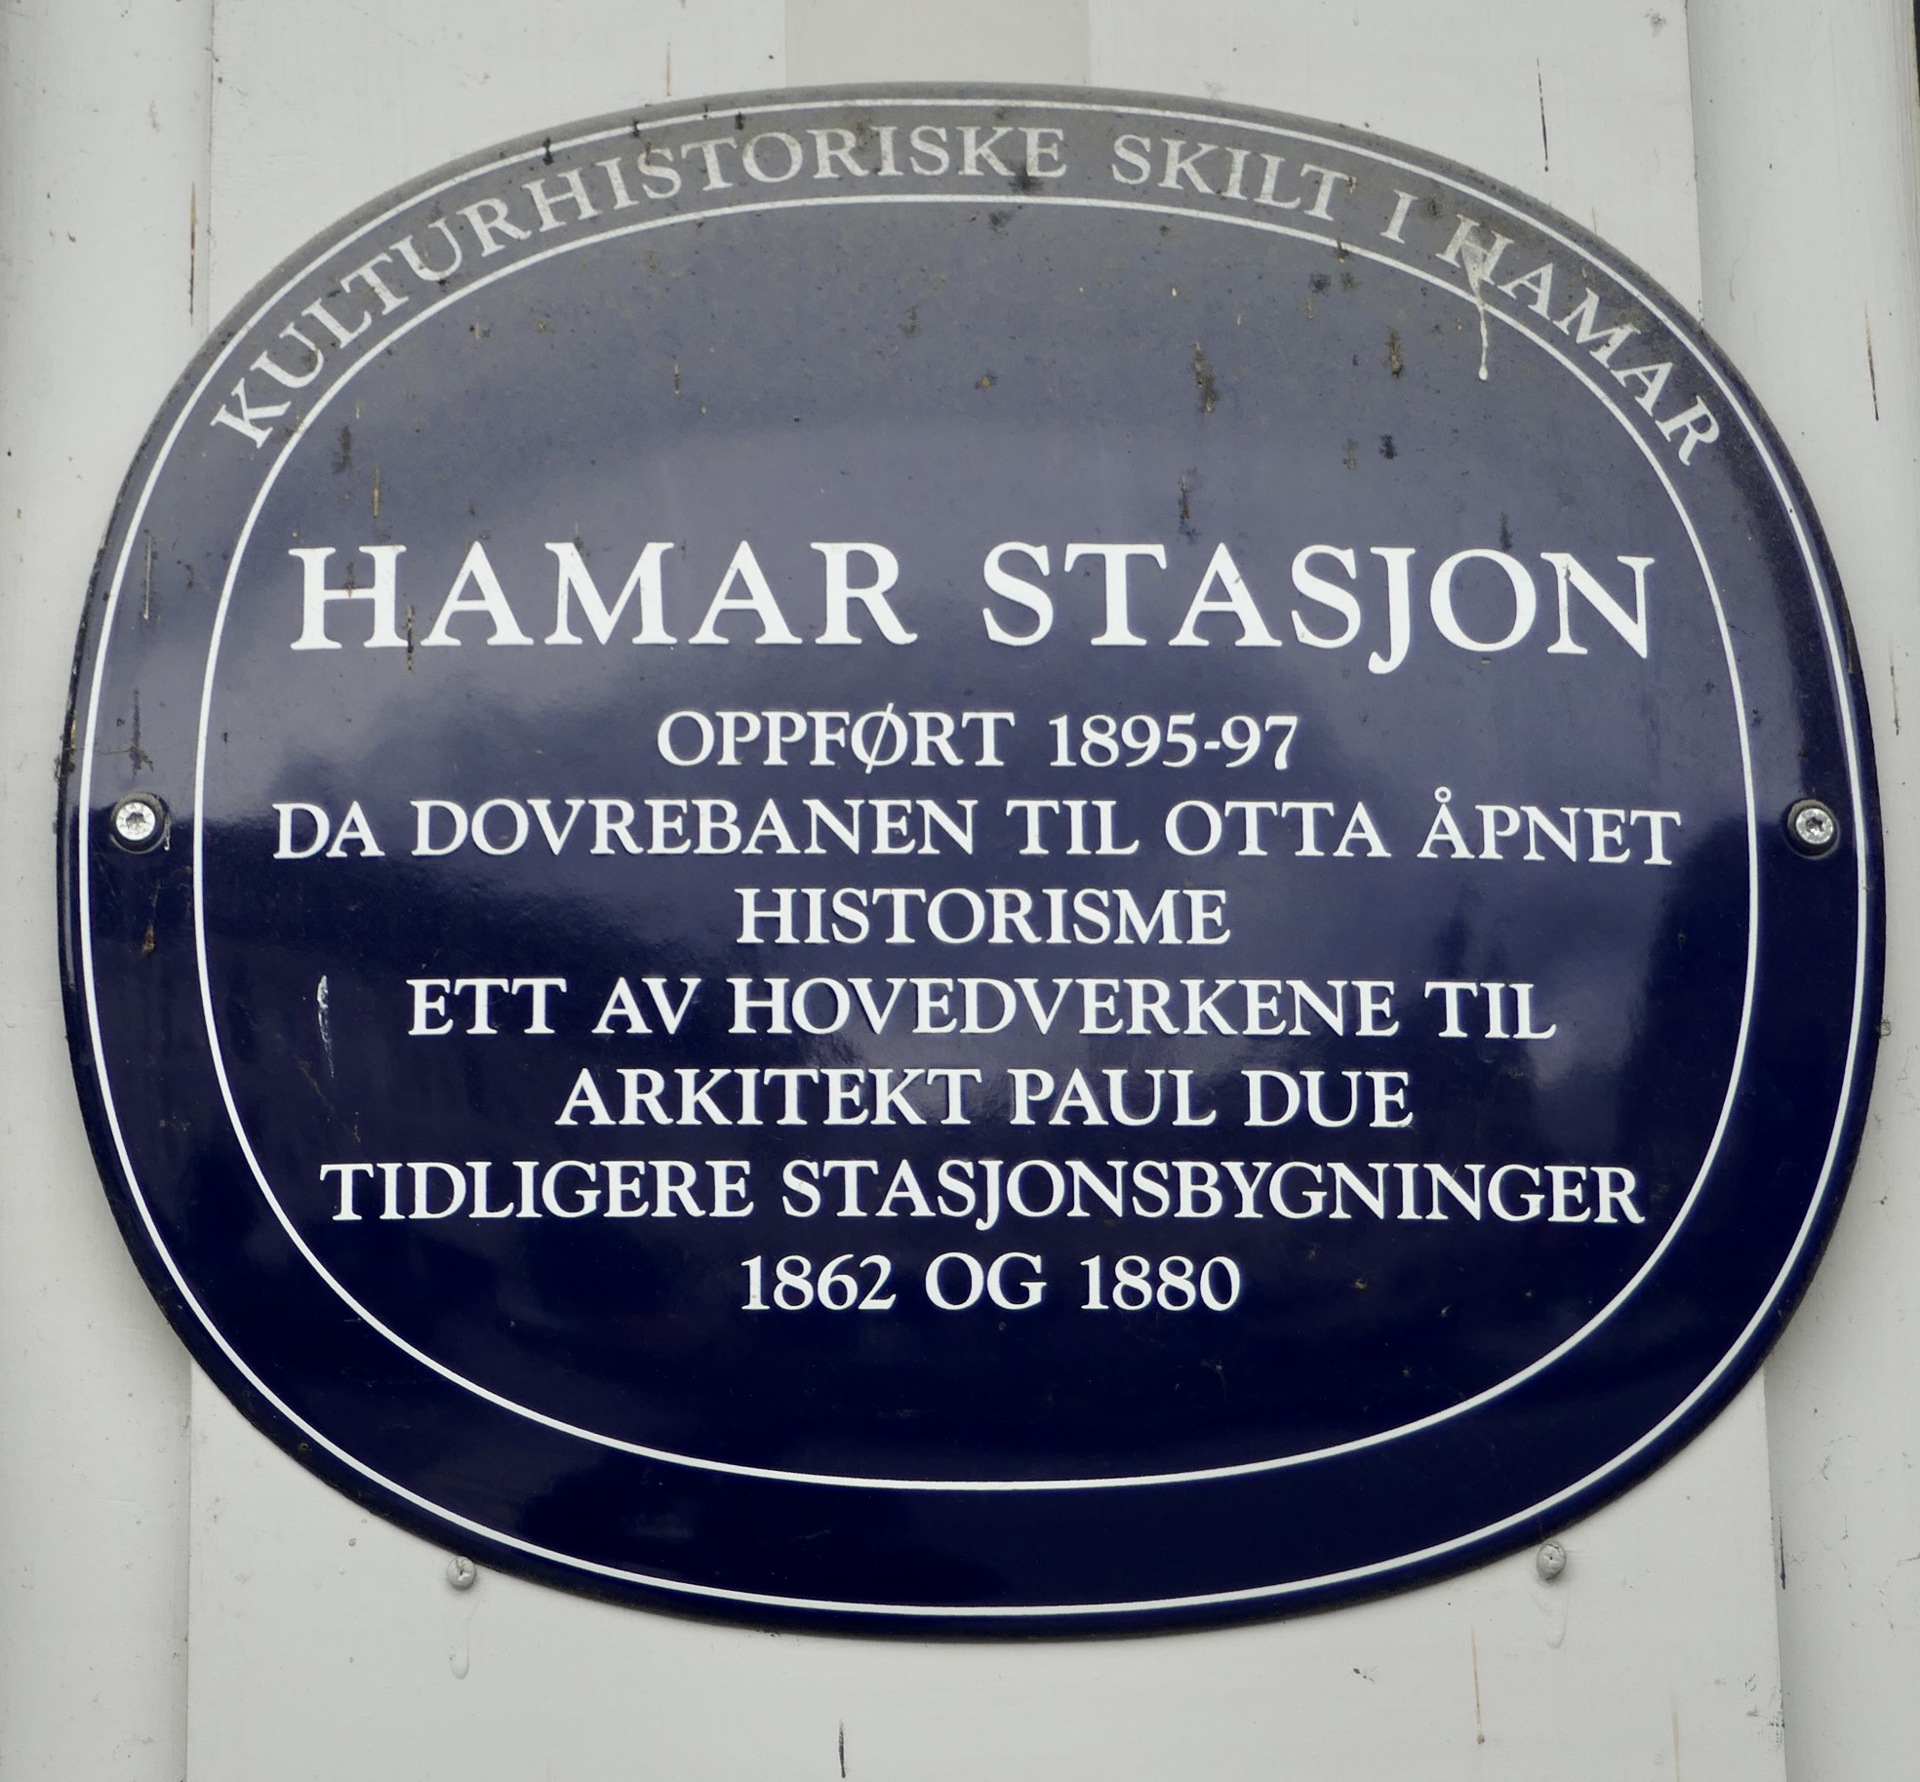 KULTURHISTORISKE SKILT I HAMAR
HAMAR STASJON
OPPFØRT 1895-97
DA DOVREBANEN TIL OTTA ÅPNET
HISTORISME
ETT AV HOVEDVERKENE TIL
ARKITEKT PAUL DUE
TIDLIGERE STASJONSBYGNINGER
1862 OG 1880